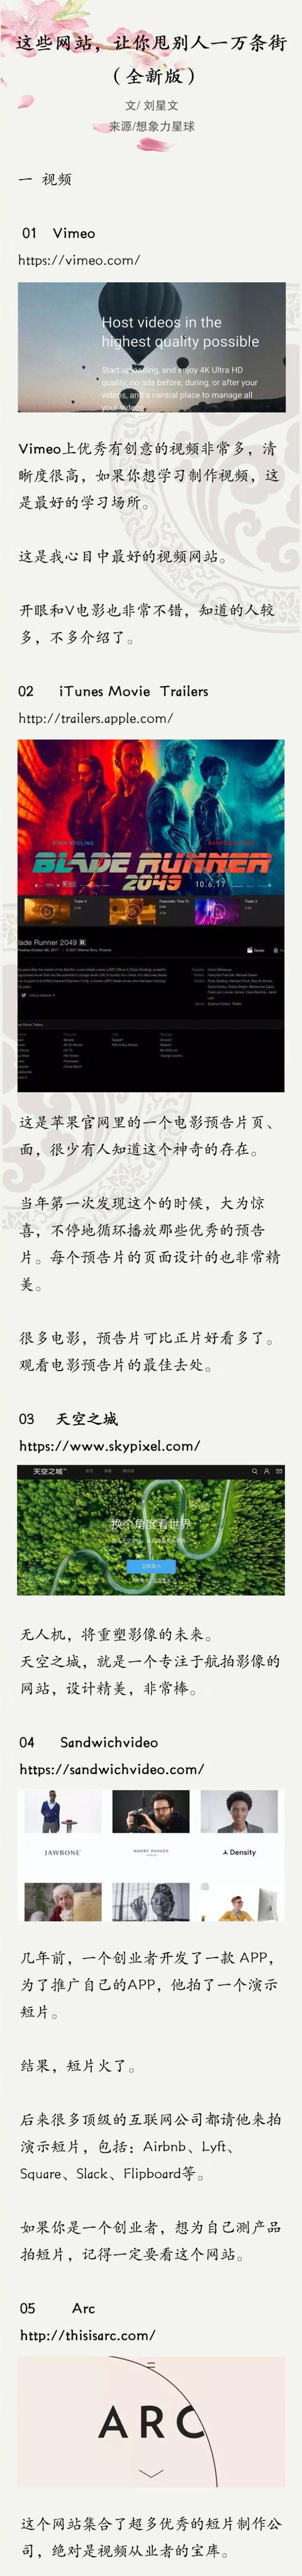 这些网站，让你甩别人一万条街
（全新版）
文/ 刘星文
来源/想象力星球
一 视频
01 Vimeo
https://vimeo.com/
Host videos in the
highest quality possible
Start uploading, and enjoy 4K Ultra HD
quality, no ads before, during, or after your
videos, and a central place to manage all
your videos.
Vimeo上优秀有创意的视频非常多，清
晰度很高，如果你想学习制作视频，这
是最好的学习场所。
这是我心目中最好的视频网站。
开眼和V电影也非常不错，知道的人较
多，不多介绍了。
02 iTunes Movie Trailers
http://trailers.apple.com/
RYAN GOSLING
BLADE RUNNER
2049
10.6.17
这是苹果官网里的一个电影预告片页、
面，很少有人知道这个神奇的存在。
当年第一次发现这个的时候，大为惊
喜，不停地循环播放那些优秀的预告
片。每个预告片的页面设计的也非常精
美。
很多电影，预告片可比正片好看多了。
观看电影预告片的最佳去处。
03 天空之城
https://www.skypixel.com/
天空之城
换个角度看世界
无人机，将重塑影像的未来。
天空之城，就是一个专注于航拍影像的
网站，设计精美，非常棒。
04 Sandwichvideo
https://sandwichvideo.com/
JAWBONE
WARBY PARKER
Density
几年前，一个创业者开发了一款 APP，
为了推广自己的APP，他拍了一个演示
短片。
结果，短片火了。
后来很多顶级的互联网公司都请他来拍
演示短片，包括：Airbnb、Lyft、
Square、Slack、Flipboard等。
如果你是一个创业者，想为自己测产品
拍短片，记得一定要看这个网站。
05 Arc
http://thisisarc.com/
ARC
这个网站集合了超多优秀的短片制作公
司，绝对是视频从业者的宝库。